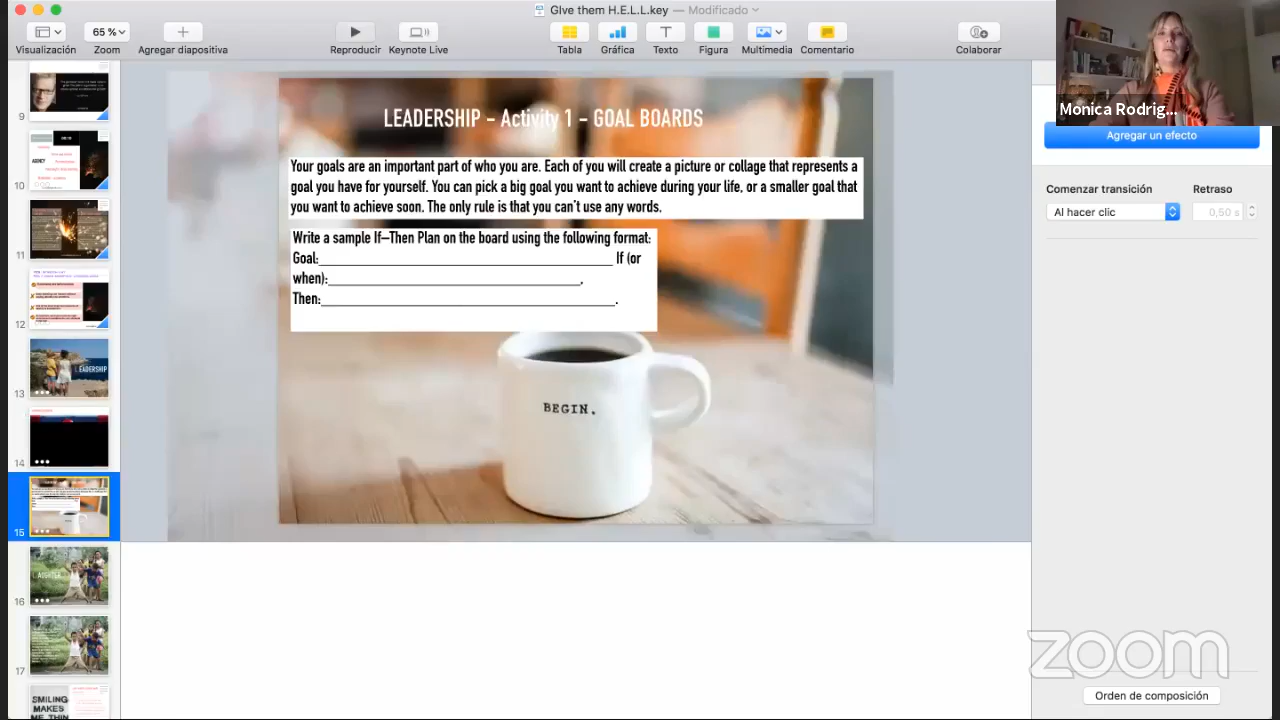 GIve them H.E.L.L.key — Modificado
65 %
Visualización
Zoom
Agregar diapositiva
Reproducir
Keynote Live
Tabla
Gráfica
Texto
Figura
Multimedia
Comentario
Colaborar
Monica Rodrig...
Agregar un efecto
Comenzar transición
Retraso
Al hacer clic
0,50 s
LEADERSHIP - Activity 1 - GOAL BOARDS
Your goals are an important part of who you are. Each of you will create a picture or collage that represents a
goal you have for yourself. You can pick a big goal you want to achieve during your life, or a smaller goal that
you want to achieve soon. The only rule is that you can't use any words.
Write a sample If–Then Plan on the board using the following format:
Goal:______________________________ If (or
when):__________________________,
Then:______________________________.
BEGIN.
9
10
AGENCY
11
12
13
LEADERSHIP
14
15
16
17
SMILING
MAKES
ME THIN
zoom
Orden de composición